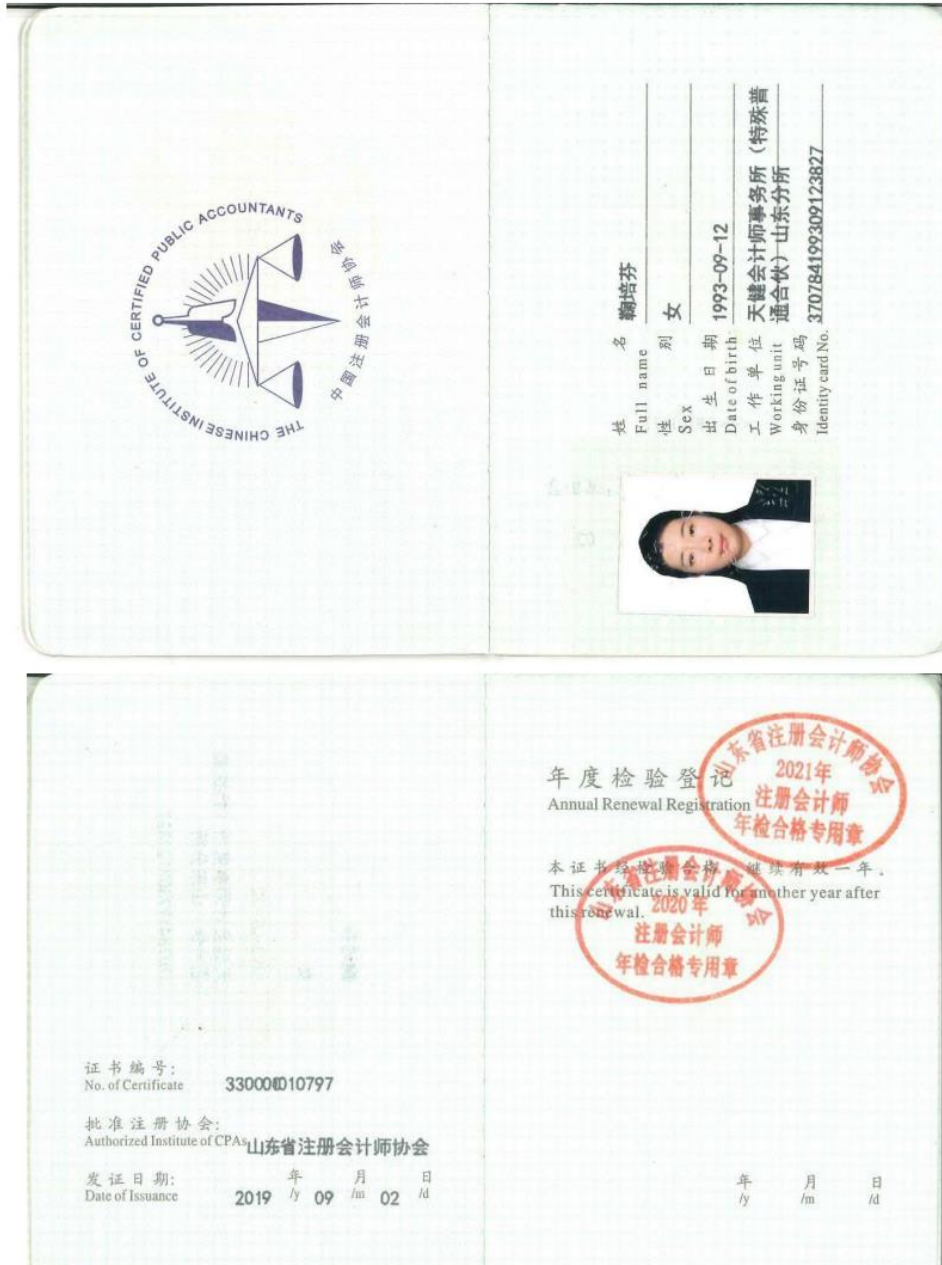 THE CHINESE INSTITUTE OF CERTIFIED PUBLIC ACCOUNTANTS
中国注册会计师协会
姓 名 鞠培芬
Full name
性 别 女
Sex
出 生 日 期 1993-09-12
Date of birth
工 作 单 位 天健会计师事务所（特殊普
Working unit 通合伙）山东分所
身 份 证 号 码 370784199309123827
Identity card No.
证书编号: 330000010797
No. of Certificate
批准注册协会: 山东省注册会计师协会
Authorized Institute of CPAs
发证日期: 2019 年 09 月 02 日
Date of Issuance /y /m /d
年度检验登记
Annual Renewal Registration
山东省注册会计师协会
2021年
注册会计师
年检合格专用章
本证书经检验合格，继续有效一年。
This certificate is valid for another year after
this renewal.
山东省注册会计师协会
2020年
注册会计师
年检合格专用章
年 月 日
/y /m /d